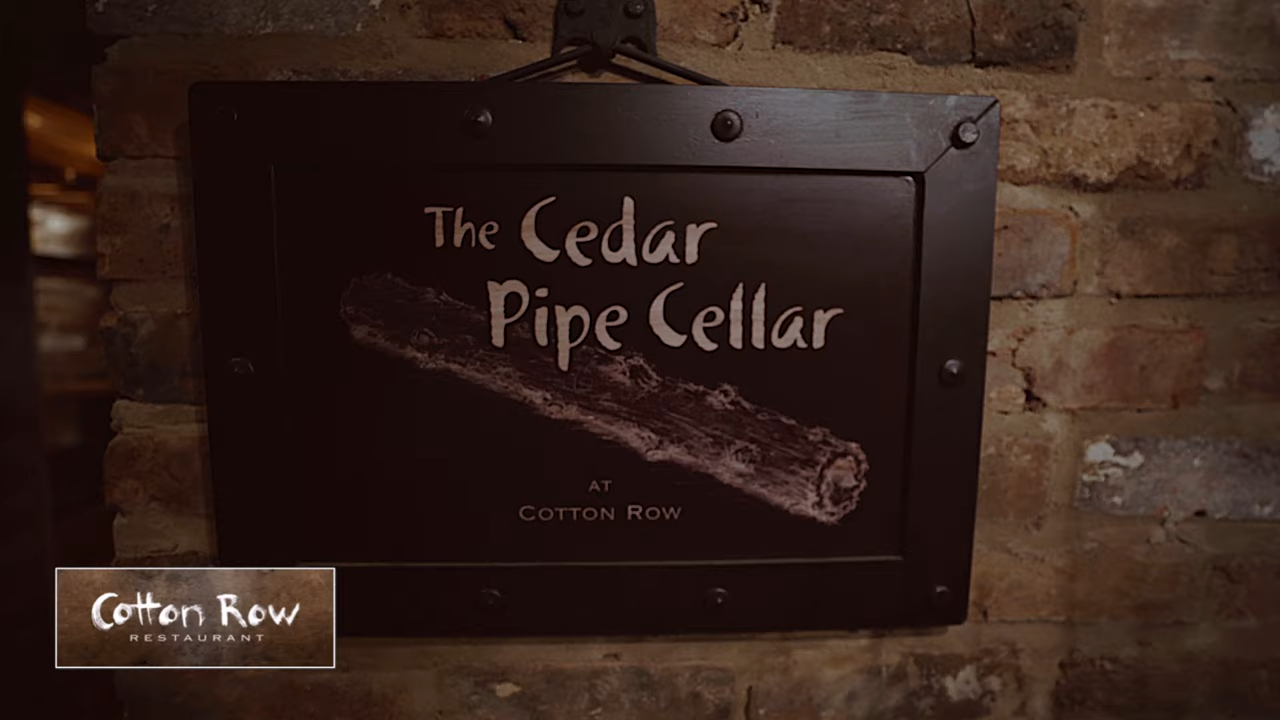 The Cedar
Pipe Cellar
AT
COTTON ROW
Cotton Row
RESTAURANT